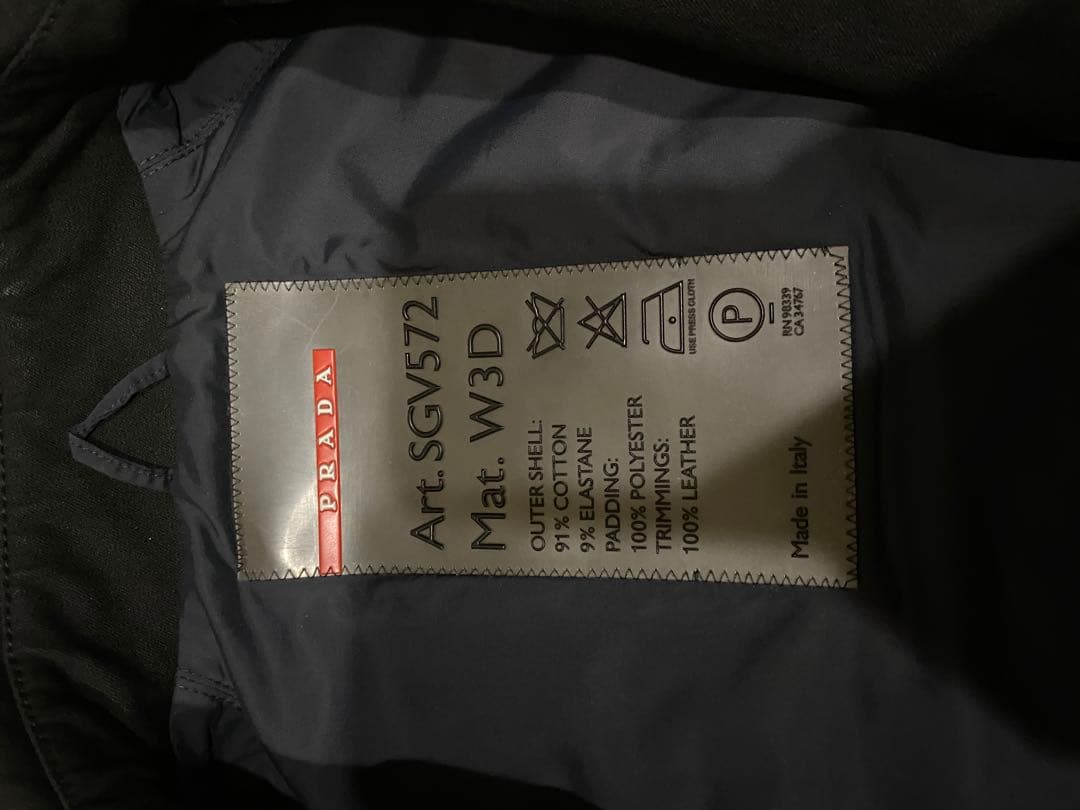 PRADA
Art. SGV572
Mat. W3D
OUTER SHELL:
91% COTTON
9% ELASTANE
PADDING:
100% POLYESTER
TRIMMINGS:
100% LEATHER
USE PRESS CLOTH
P
Made in Italy
RN 98339
CA 34767